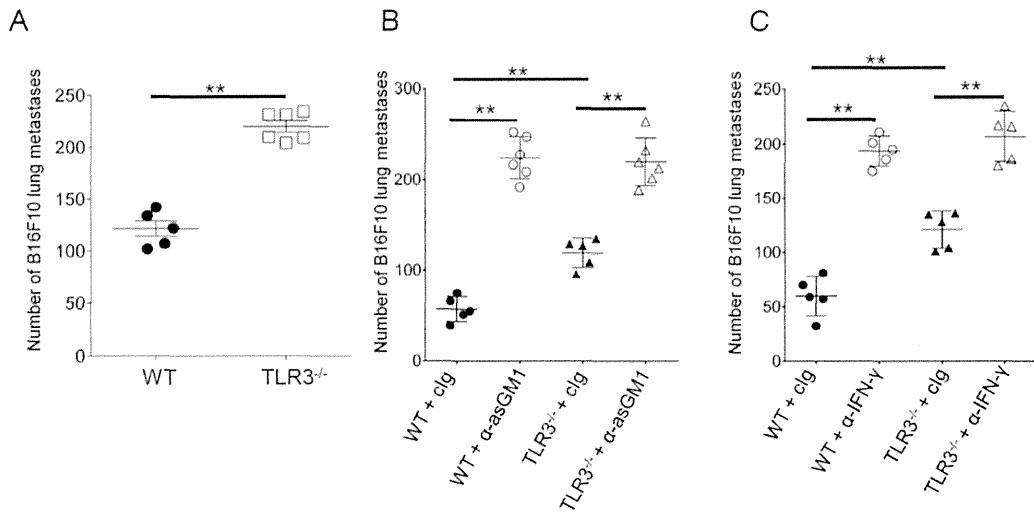 A
Number of B16F10 lung metastases
250
200
150
100
50
0
**
WT
TLR3-/-
B
Number of B16F10 lung metastases
300
200
100
0
**
**
**
WT + cIg
WT + α-asGM1
TLR3-/- + cIg
TLR3-/- + α-asGM1
C
Number of B16F10 lung metastases
250
200
150
100
50
0
**
**
**
WT + cIg
WT + α-IFN-γ
TLR3-/- + cIg
TLR3-/- + α-IFN-γ